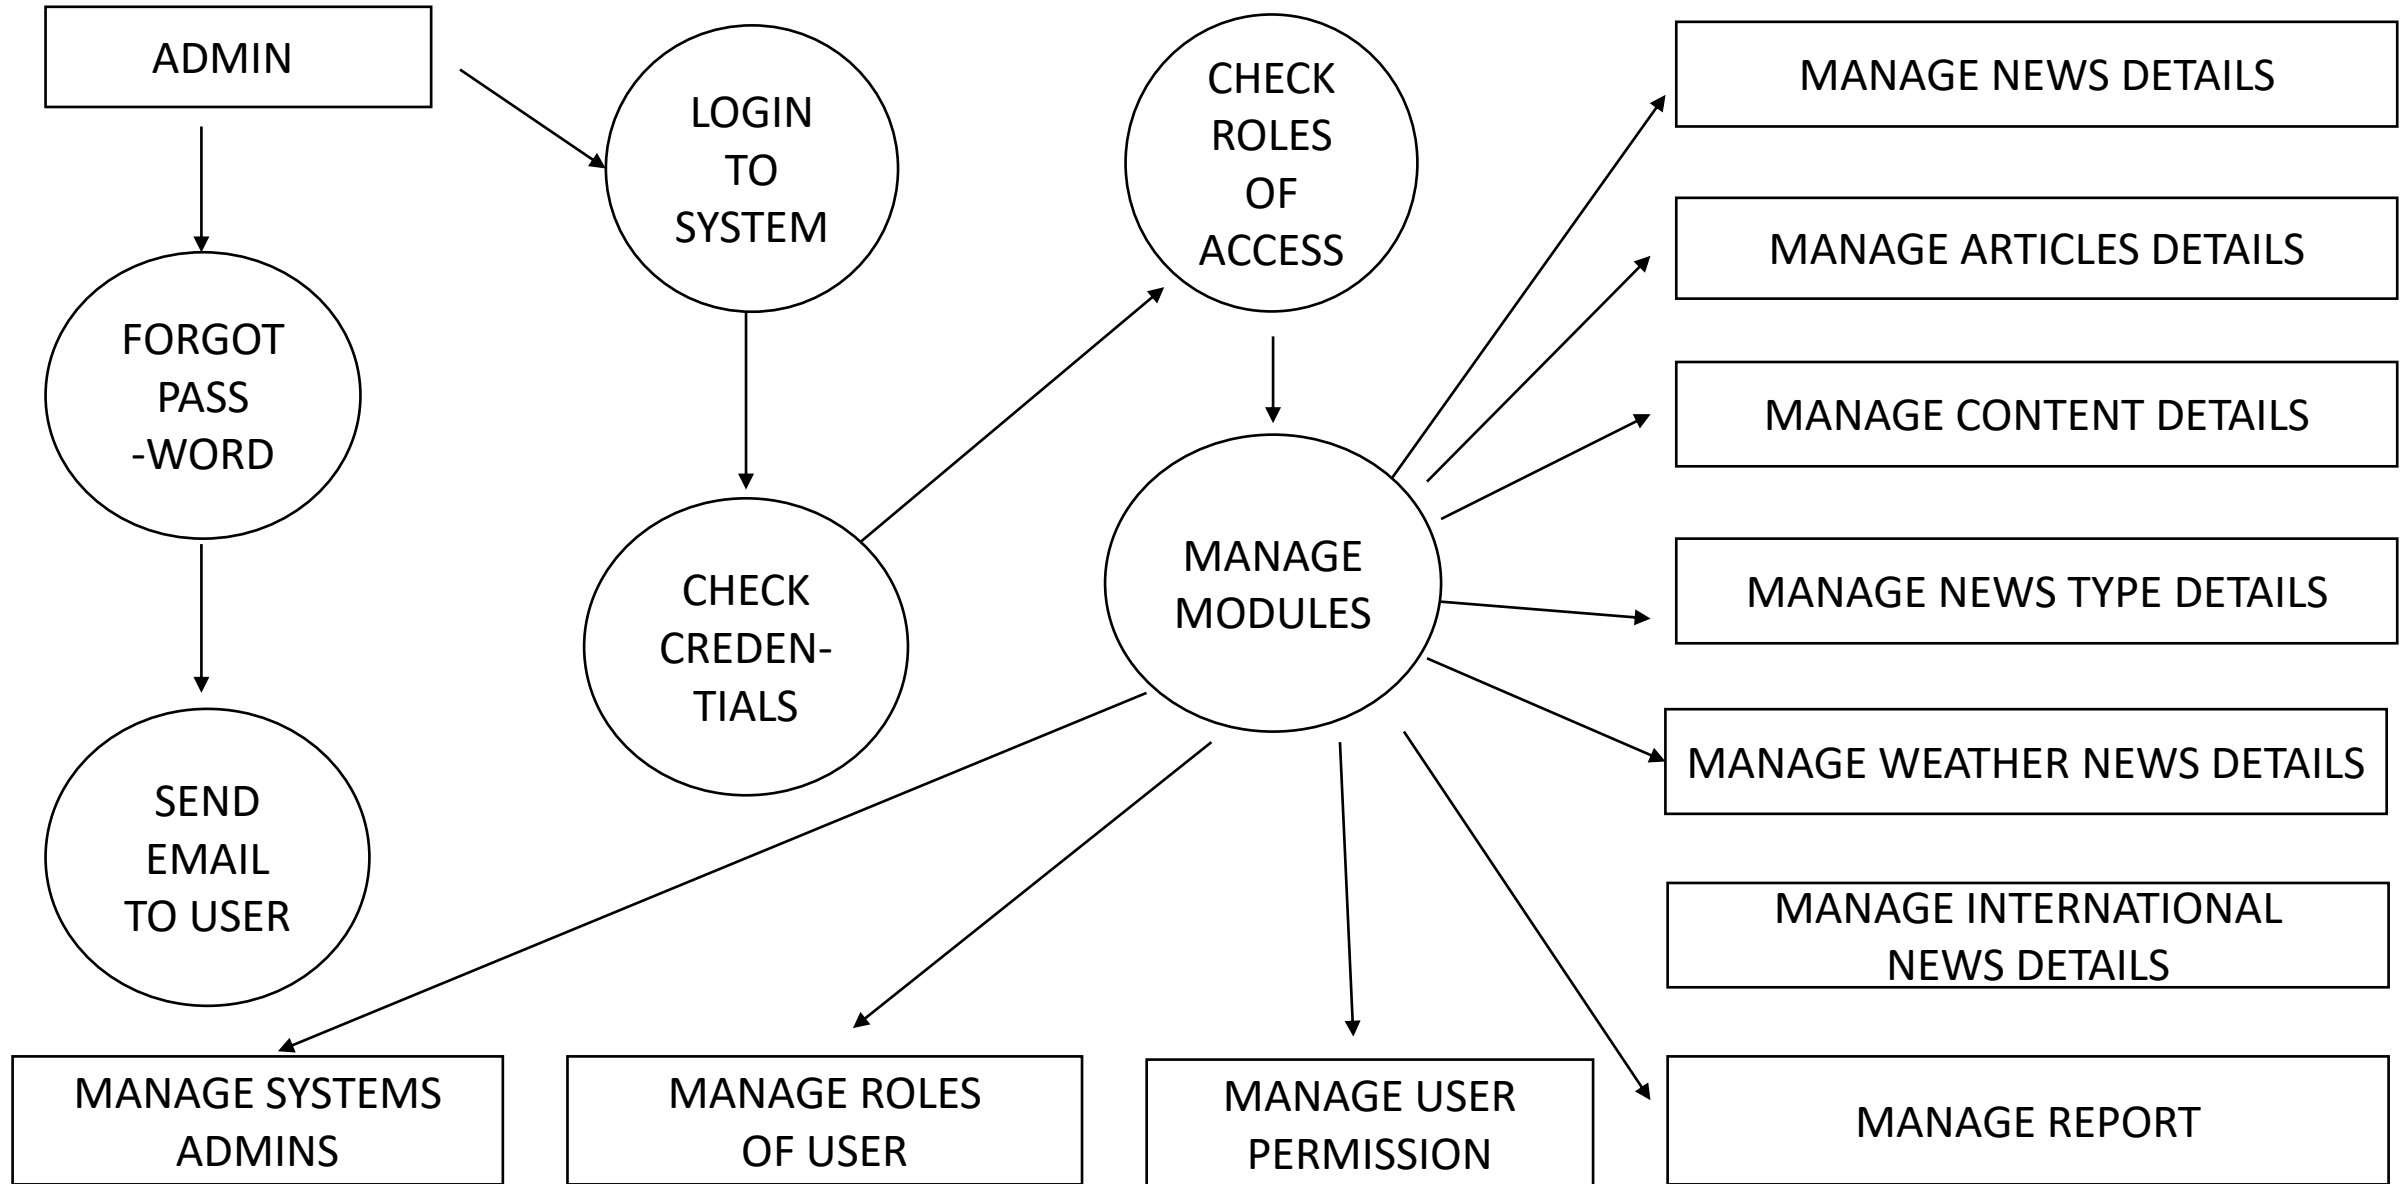 ADMIN
LOGIN
TO
SYSTEM
CHECK
ROLES
OF
ACCESS
MANAGE NEWS DETAILS
MANAGE ARTICLES DETAILS
FORGOT
PASS
-WORD
MANAGE CONTENT DETAILS
CHECK
CREDEN-
TIALS
MANAGE
MODULES
MANAGE NEWS TYPE DETAILS
MANAGE WEATHER NEWS DETAILS
SEND
EMAIL
TO USER
MANAGE INTERNATIONAL
NEWS DETAILS
MANAGE SYSTEMS
ADMINS
MANAGE ROLES
OF USER
MANAGE USER
PERMISSION
MANAGE REPORT